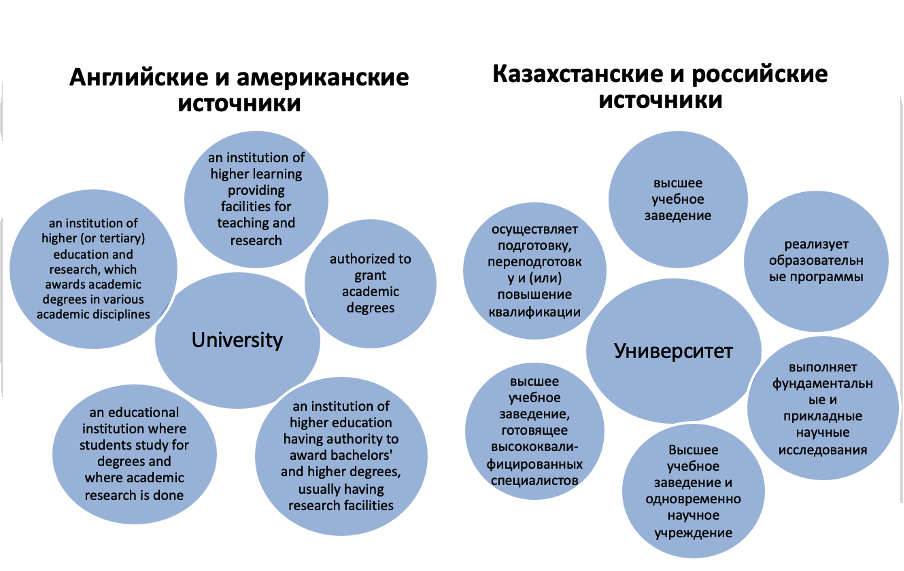 Английские и американские
источники
an institution of
higher learning
providing
facilities for
teaching and
research
authorized to
grant
academic
degrees
an institution of
higher education
having authority to
award bachelors'
and higher degrees,
usually having
research facilities
an educational
institution where
students study for
degrees and
where academic
research is done
an institution of
higher (or tertiary)
education and
research, which
awards academic
degrees in various
academic disciplines
University
Казахстанские и российские
источники
высшее
учебное
заведение
реализует
образовательн
ые программы
выполняет
фундаментальн
ые и
прикладные
научные
исследования
Высшее
учебное
заведение и
одновременно
научное
учреждение
высшее
учебное
заведение,
готовящее
высококвали-
фицированных
специалистов
осуществляет
подготовку,
переподготовк
у и (или)
повышение
квалификации
Университет